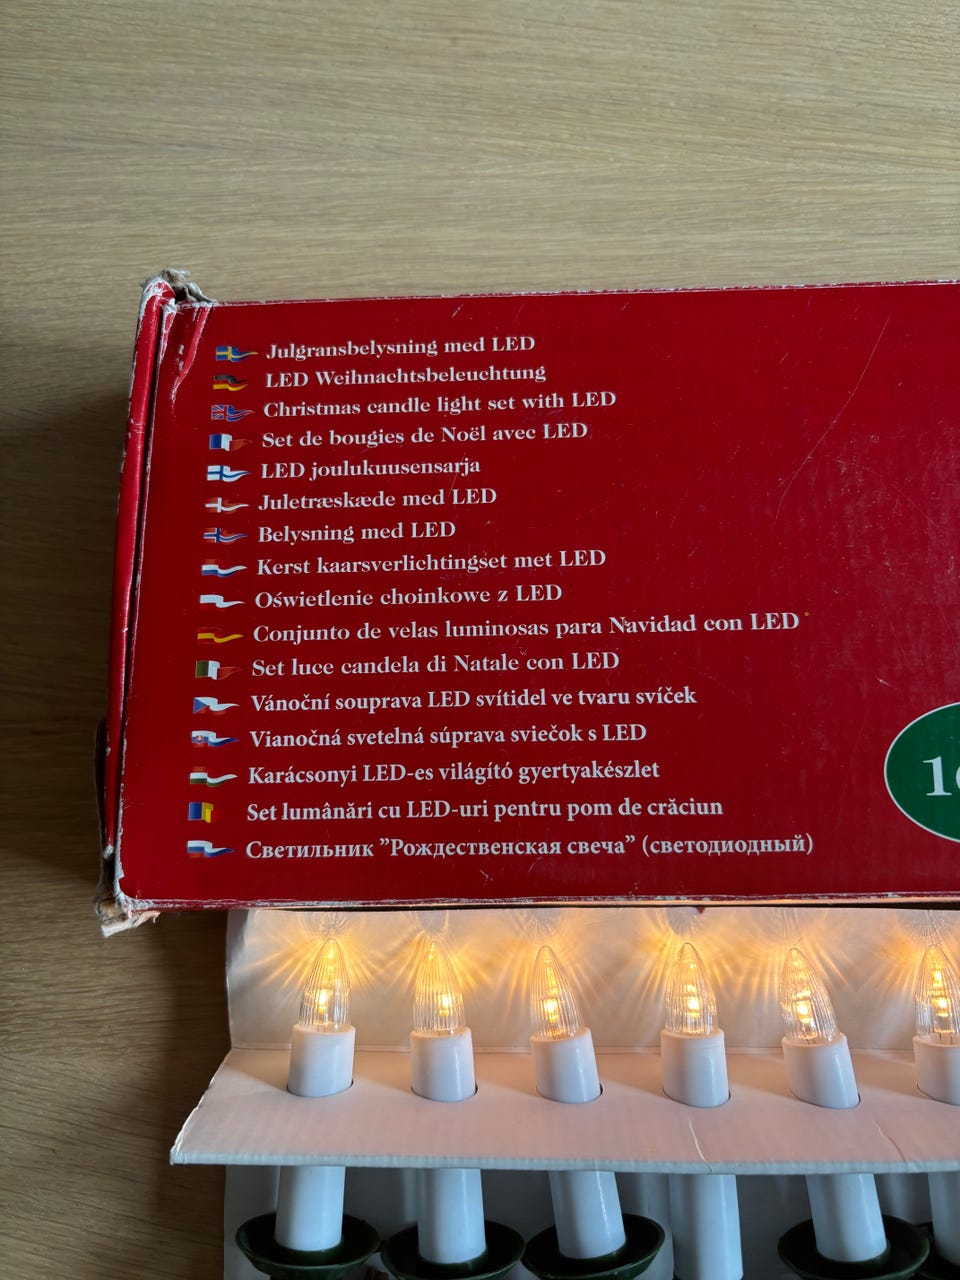 Julgransbelysning med LED
LED Weihnachtsbeleuchtung
Christmas candle light set with LED
Set de bougies de Noël avec LED
LED joulukuusensarja
Juletræskæde med LED
Belysning med LED
Kerst kaarsverlichtingset met LED
Oświetlenie choinkowe z LED
Conjunto de velas luminosas para Navidad con LED
Set luce candela di Natale con LED
Vánoční souprava LED svítidel ve tvaru svíček
Vianočná svetelná súprava sviečok s LED
Karácsonyi LED-es világító gyertyakészlet
Set lumânări cu LED-uri pentru pom de crăciun
Светильник ”Рождественская свеча” (светодиодный)